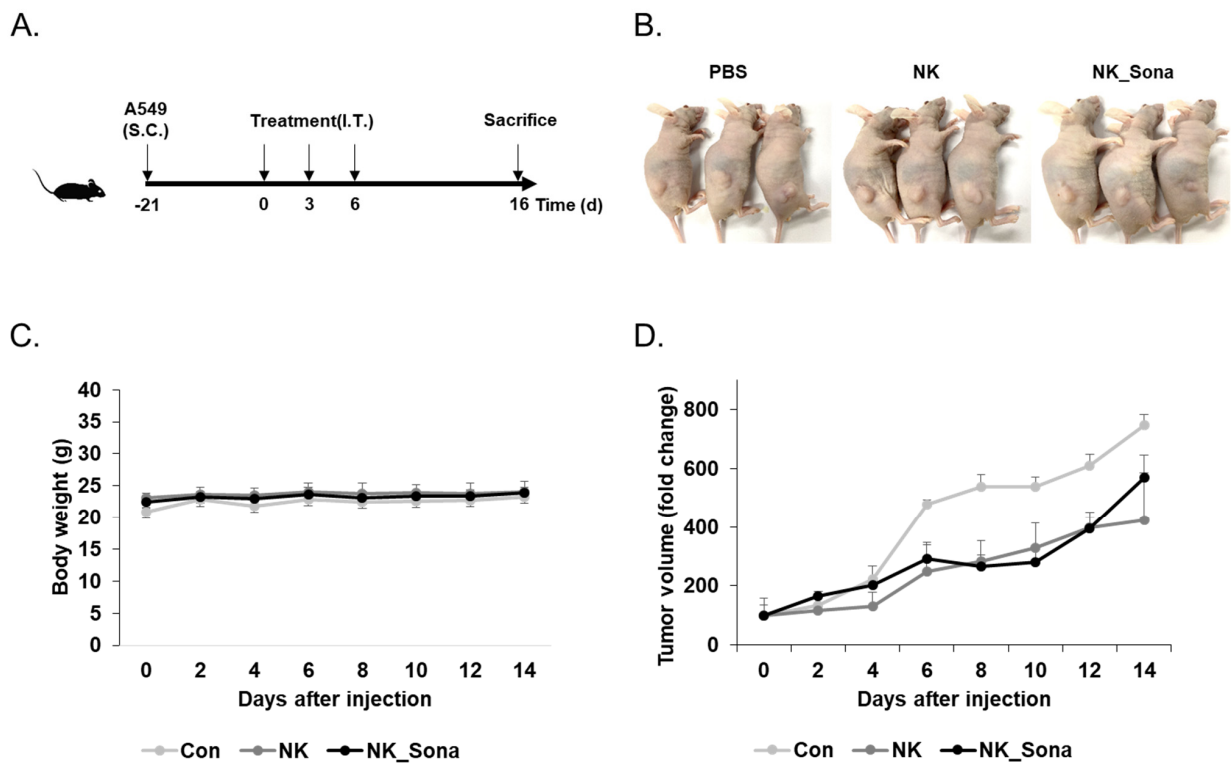 A.
A549
(S.C.)
Treatment(I.T.)
Sacrifice
-21
0
3
6
16
Time (d)
B.
PBS
NK
NK_Sona
C.
Body weight (g)
40
35
30
25
20
15
10
5
0
0 2 4 6 8 10 12 14
Days after injection
Con NK NK_Sona
D.
Tumor volume (fold change)
800
600
400
200
0
0 2 4 6 8 10 12 14
Days after injection
Con NK NK_Sona